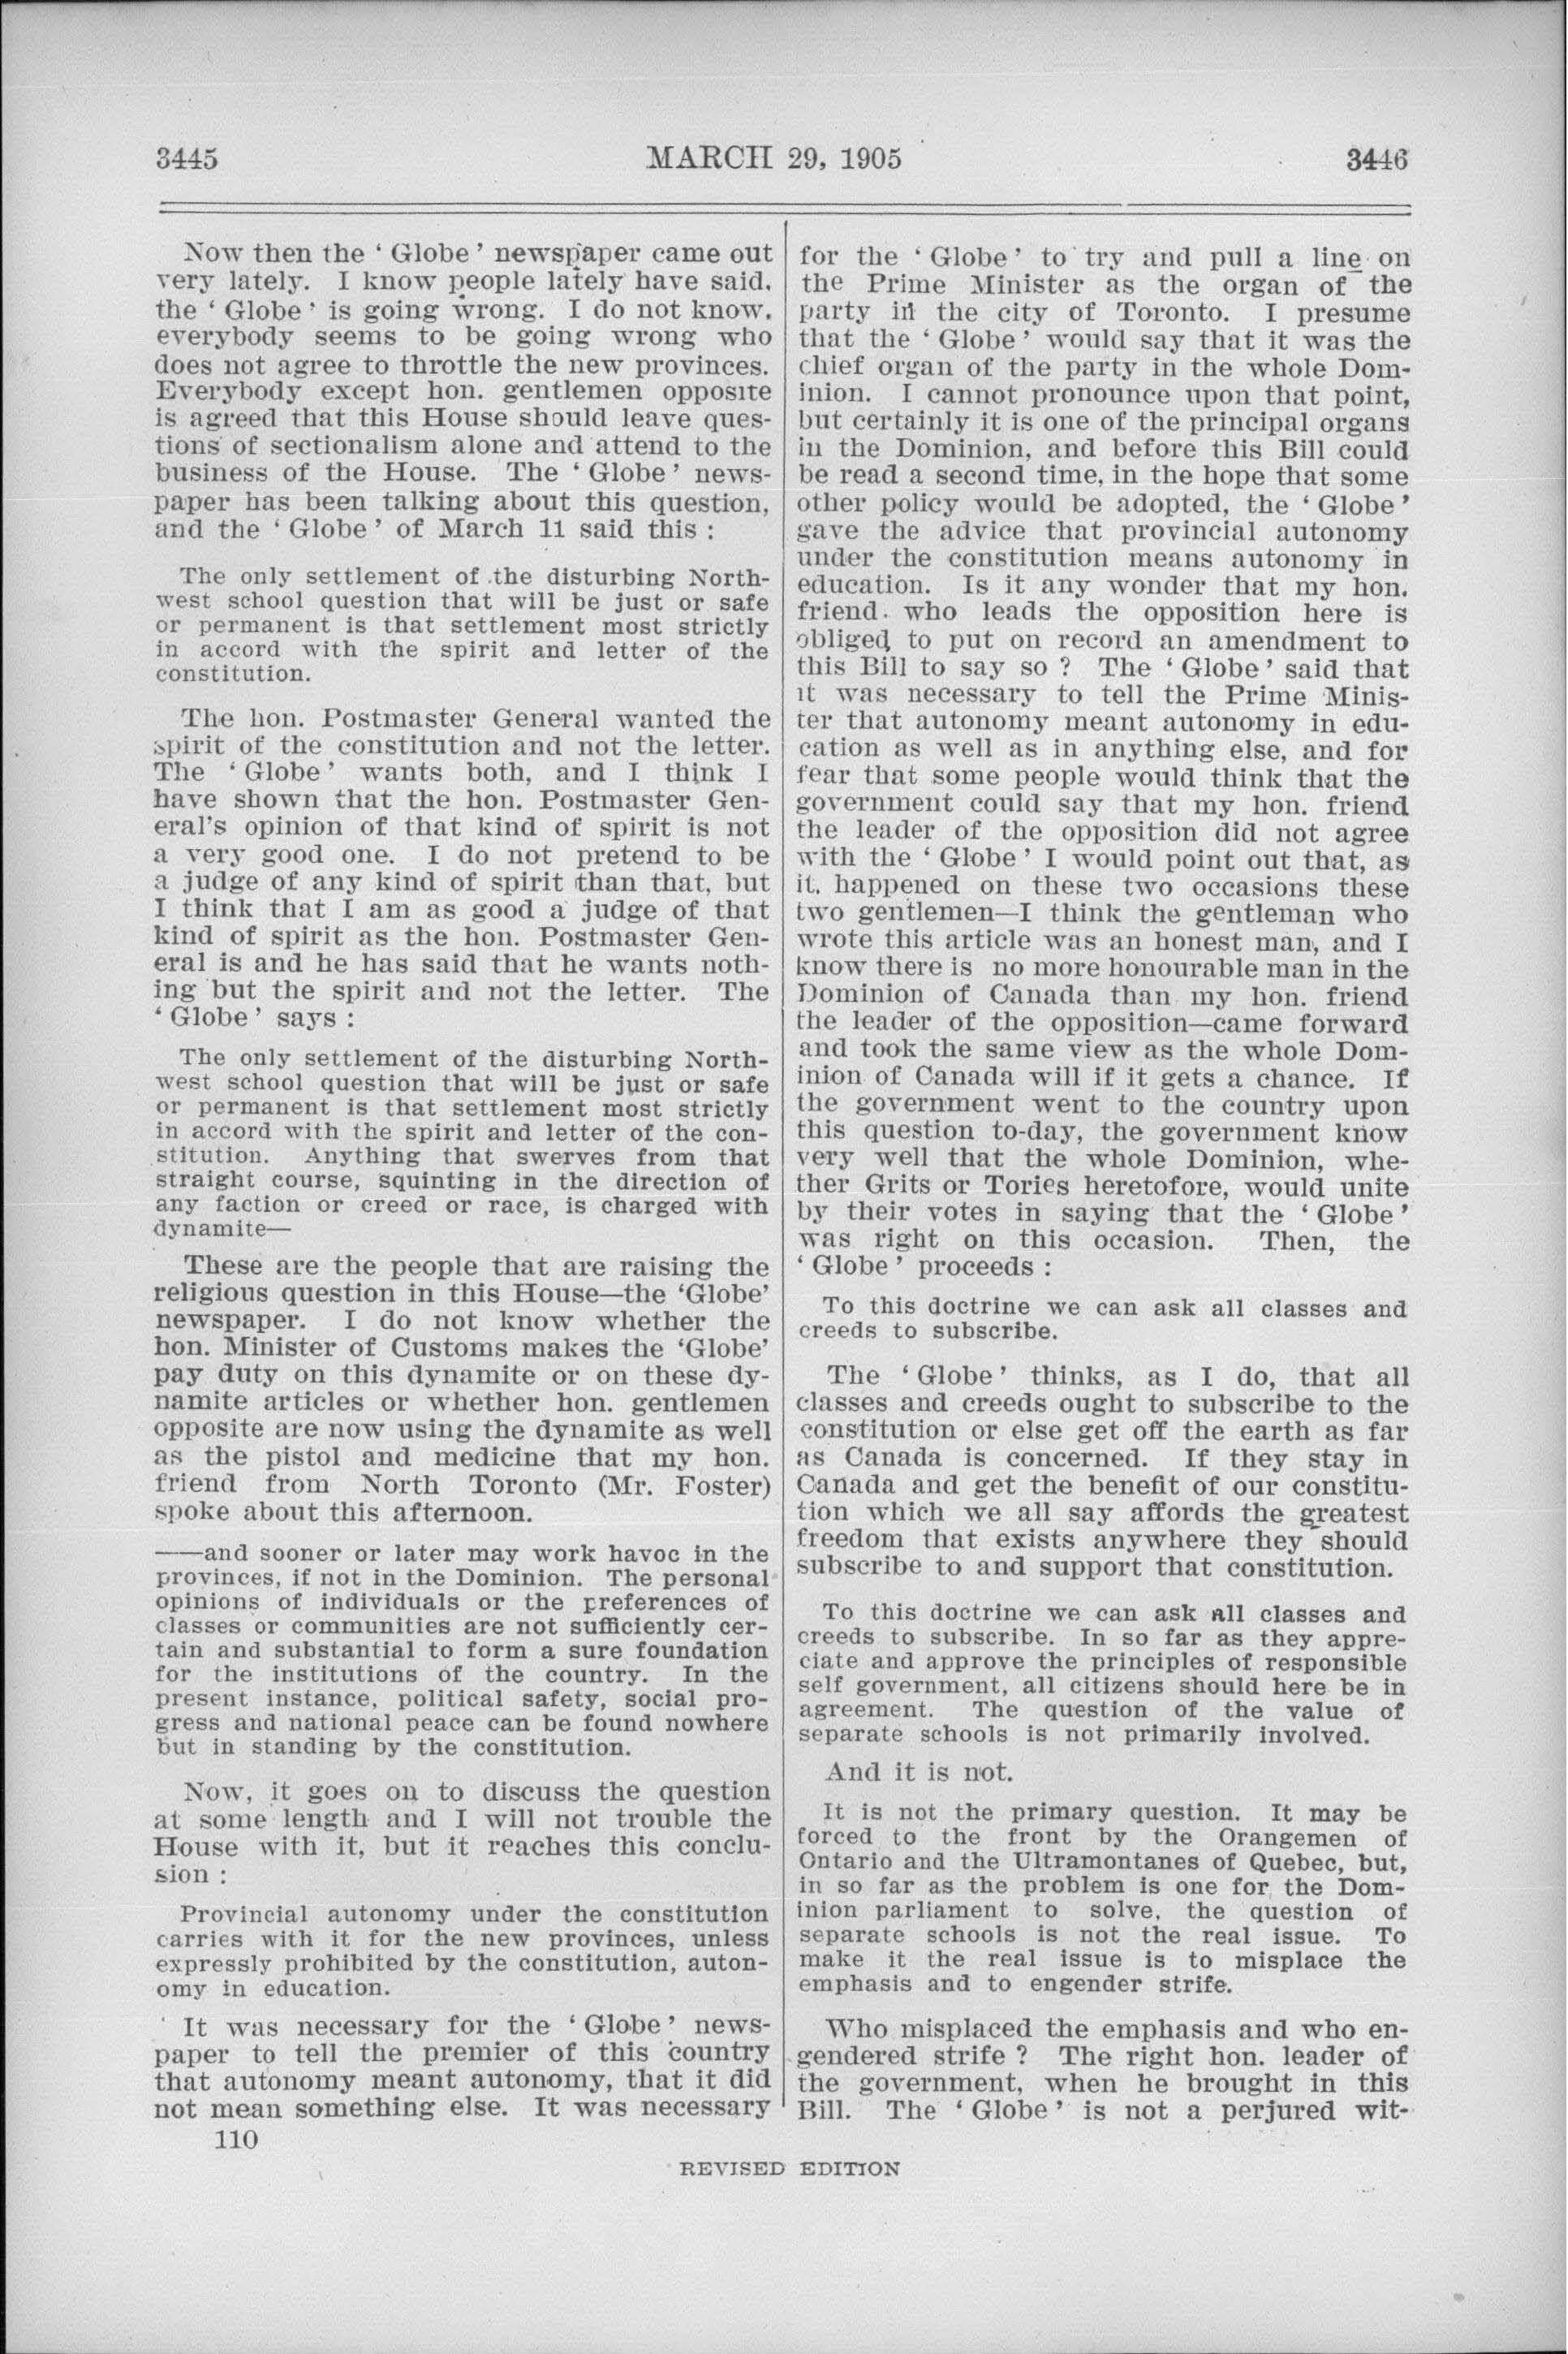 3445
MARCH 29, 1905
3446
Now then the ‘ Globe ’ newspaper came out
very lately. I know people lately have said,
the ‘ Globe ’ is going wrong. I do not know,
everybody seems to be going wrong who
does not agree to throttle the new provinces.
Everybody except hon. gentlemen opposite
is agreed that this House should leave ques-
tions of sectionalism alone and attend to the
business of the House. The ‘ Globe ’ news-
paper has been talking about this question,
and the ‘ Globe ’ of March 11 said this :
The only settlement of the disturbing North-
west school question that will be just or safe
or permanent is that settlement most strictly
in accord with the spirit and letter of the
constitution.
The hon. Postmaster General wanted the
spirit of the constitution and not the letter.
The ‘ Globe ’ wants both, and I think I
have shown that the hon. Postmaster Gen-
eral's opinion of that kind of spirit is not
a very good one. I do not pretend to be
a judge of any kind of spirit than that, but
I think that I am as good a judge of that
kind of spirit as the hon. Postmaster Gen-
eral is and he has said that he wants noth-
ing but the spirit and not the letter. The
‘ Globe ’ says :
The only settlement of the disturbing North-
west school question that will be just or safe
or permanent is that settlement most strictly
in accord with the spirit and letter of the con-
stitution. Anything that swerves from that
straight course, squinting in the direction of
any faction or creed or race, is charged with
dynamite—
These are the people that are raising the
religious question in this House—the ‘Globe’
newspaper. I do not know whether the
hon. Minister of Customs makes the ‘Globe’
pay duty on this dynamite or on these dy-
namite articles or whether hon. gentlemen
opposite are now using the dynamite as well
as the pistol and medicine that my hon.
friend from North Toronto (Mr. Foster)
spoke about this afternoon.
——and sooner or later may work havoc in the
provinces, if not in the Dominion. The personal
opinions of individuals or the preferences of
classes or communities are not sufficiently cer-
tain and substantial to form a sure foundation
for the institutions of the country. In the
present instance, political safety, social pro-
gress and national peace can be found nowhere
but in standing by the constitution.
Now, it goes on to discuss the question
at some length and I will not trouble the
House with it, but it reaches this conclu-
sion :
Provincial autonomy under the constitution
carries with it for the new provinces, unless
expressly prohibited by the constitution, auton-
omy in education.
It was necessary for the ‘ Globe ’ news-
paper to tell the premier of this country
that autonomy meant autonomy, that it did
not mean something else. It was necessary
110
for the ‘ Globe ’ to try and pull a line on
the Prime Minister as the organ of the
party in the city of Toronto. I presume
that the ‘ Globe ’ would say that it was the
chief organ of the party in the whole Dom-
inion. I cannot pronounce upon that point,
but certainly it is one of the principal organs
in the Dominion, and before this Bill could
be read a second time, in the hope that some
other policy would be adopted, the ‘ Globe ’
gave the advice that provincial autonomy
under the constitution means autonomy in
education. Is it any wonder that my hon.
friend who leads the opposition here is
obliged to put on record an amendment to
this Bill to say so ? The ‘ Globe ’ said that
it was necessary to tell the Prime Minis-
ter that autonomy meant autonomy in edu-
cation as well as in anything else, and for
fear that some people would think that the
government could say that my hon. friend
the leader of the opposition did not agree
with the ‘ Globe ’ I would point out that, as
it. happened on these two occasions these
two gentlemen—I think the gentleman who
wrote this article was an honest man, and I
know there is no more honourable man in the
Dominion of Canada than my hon. friend
the leader of the opposition—came forward
and took the same view as the whole Dom-
inion of Canada will if it gets a chance. If
the government went to the country upon
this question to-day, the government know
very well that the whole Dominion, whe-
ther Grits or Tories heretofore, would unite
by their votes in saying that the ‘ Globe ’
was right on this occasion. Then, the
‘ Globe ’ proceeds :
To this doctrine we can ask all classes and
creeds to subscribe.
The ‘ Globe ’ thinks, as I do, that all
classes and creeds ought to subscribe to the
constitution or else get off the earth as far
as Canada is concerned. If they stay in
Canada and get the benefit of our constitu-
tion which we all say affords the greatest
freedom that exists anywhere they should
subscribe to and support that constitution.
To this doctrine we can ask all classes and
creeds to subscribe. In so far as they appre-
ciate and approve the principles of responsible
self government, all citizens should here be in
agreement. The question of the value of
separate schools is not primarily involved.
And it is not.
It is not the primary question. It may be
forced to the front by the Orangemen of
Ontario and the Ultramontanes of Quebec, but,
in so far as the problem is one for the Dom-
inion parliament to solve, the question of
separate schools is not the real issue. To
make it the real issue is to misplace the
emphasis and to engender strife.
Who misplaced the emphasis and who en-
gendered strife ? The right hon. leader of
the government, when he brought in this
Bill. The ‘ Globe ’ is not a perjured wit-
REVISED EDITION